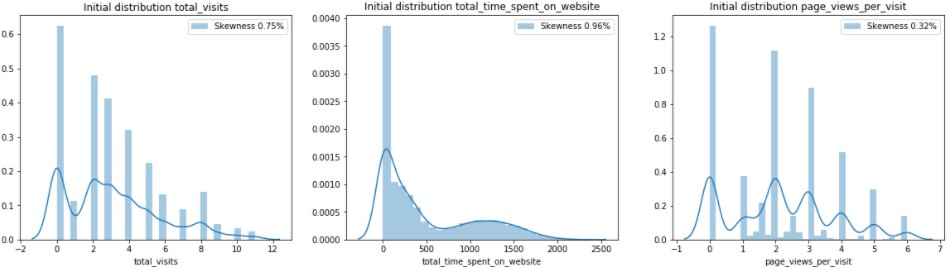 Initial distribution total_visits
Skewness 0.75%
0.6
0.5
0.4
0.3
0.2
0.1
0.0
−2 0 2 4 6 8 10 12
total_visits
Initial distribution total_time_spent_on_website
Skewness 0.96%
0.0040
0.0035
0.0030
0.0025
0.0020
0.0015
0.0010
0.0005
0.0000
0 500 1000 1500 2000 2500
total_time_spent_on_website
Initial distribution page_views_per_visit
Skewness 0.32%
1.2
1.0
0.8
0.6
0.4
0.2
0.0
−1 0 1 2 3 4 5 6 7
page_views_per_visit